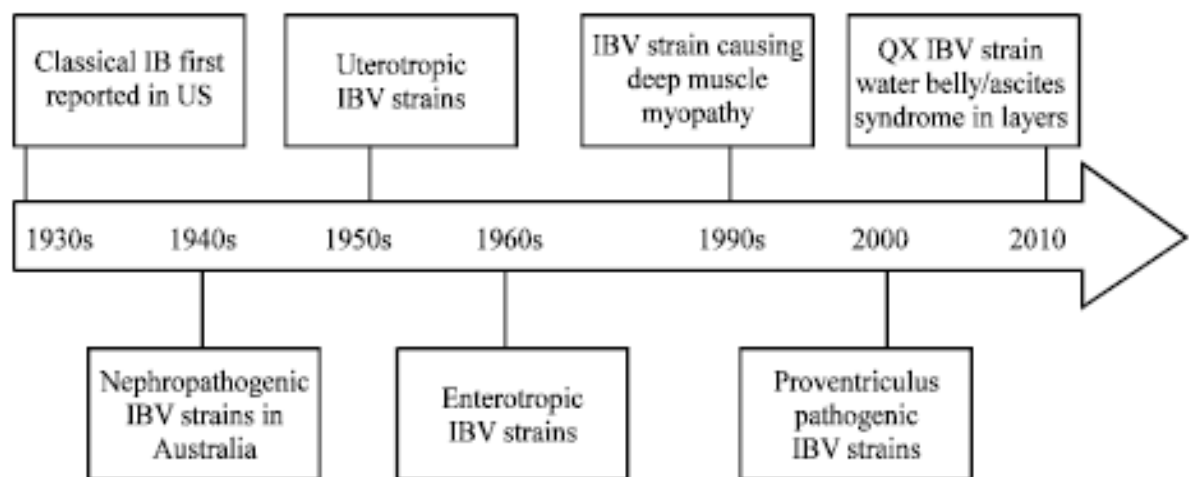 Classical IB first
reported in US
Uterotropic
IBV strains
IBV strain causing
deep muscle
myopathy
QX IBV strain
water belly/ascites
syndrome in layers
1930s 1940s 1950s 1960s 1990s 2000 2010
Nephropathogenic
IBV strains in
Australia
Enterotropic
IBV strains
Proventriculus
pathogenic
IBV strains